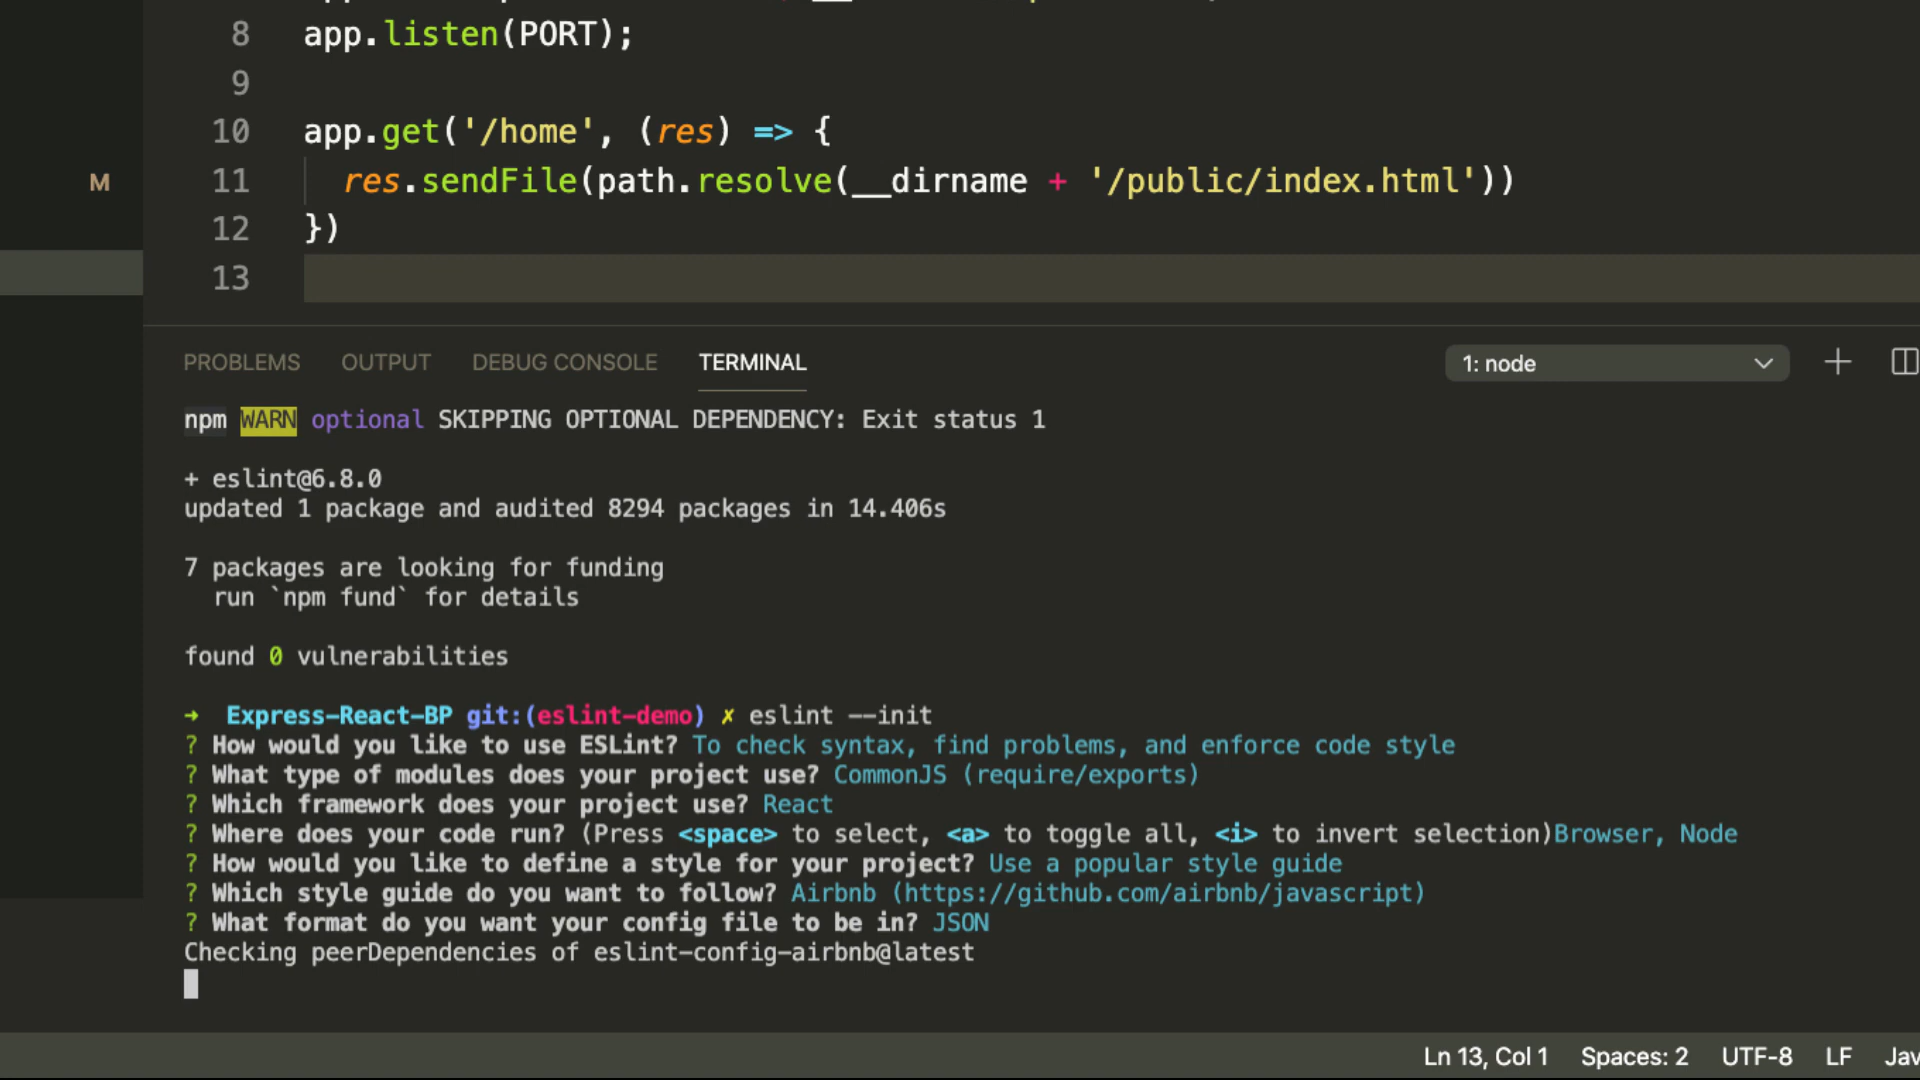 8 app.listen(PORT);
9
10 app.get('/home', (res) => {
M 11 res.sendFile(path.resolve(__dirname + '/public/index.html'))
12 })
13
PROBLEMS OUTPUT DEBUG CONSOLE TERMINAL 1: node
npm WARN optional SKIPPING OPTIONAL DEPENDENCY: Exit status 1
+ eslint@6.8.0
updated 1 package and audited 8294 packages in 14.406s
7 packages are looking for funding
run `npm fund` for details
found 0 vulnerabilities
➜ Express-React-BP git:(eslint-demo) ✗ eslint --init
? How would you like to use ESLint? To check syntax, find problems, and enforce code style
? What type of modules does your project use? CommonJS (require/exports)
? Which framework does your project use? React
? Where does your code run? (Press <space> to select, <a> to toggle all, <i> to invert selection)Browser, Node
? How would you like to define a style for your project? Use a popular style guide
? Which style guide do you want to follow? Airbnb (https://github.com/airbnb/javascript)
? What format do you want your config file to be in? JSON
Checking peerDependencies of eslint-config-airbnb@latest
Ln 13, Col 1 Spaces: 2 UTF-8 LF Jav